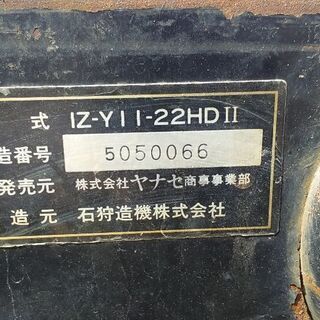 式 IZ-Y11-22HDⅡ
造番号 5050066
発売元 株式会社ヤナセ商事事業部
造元 石狩造機株式会社